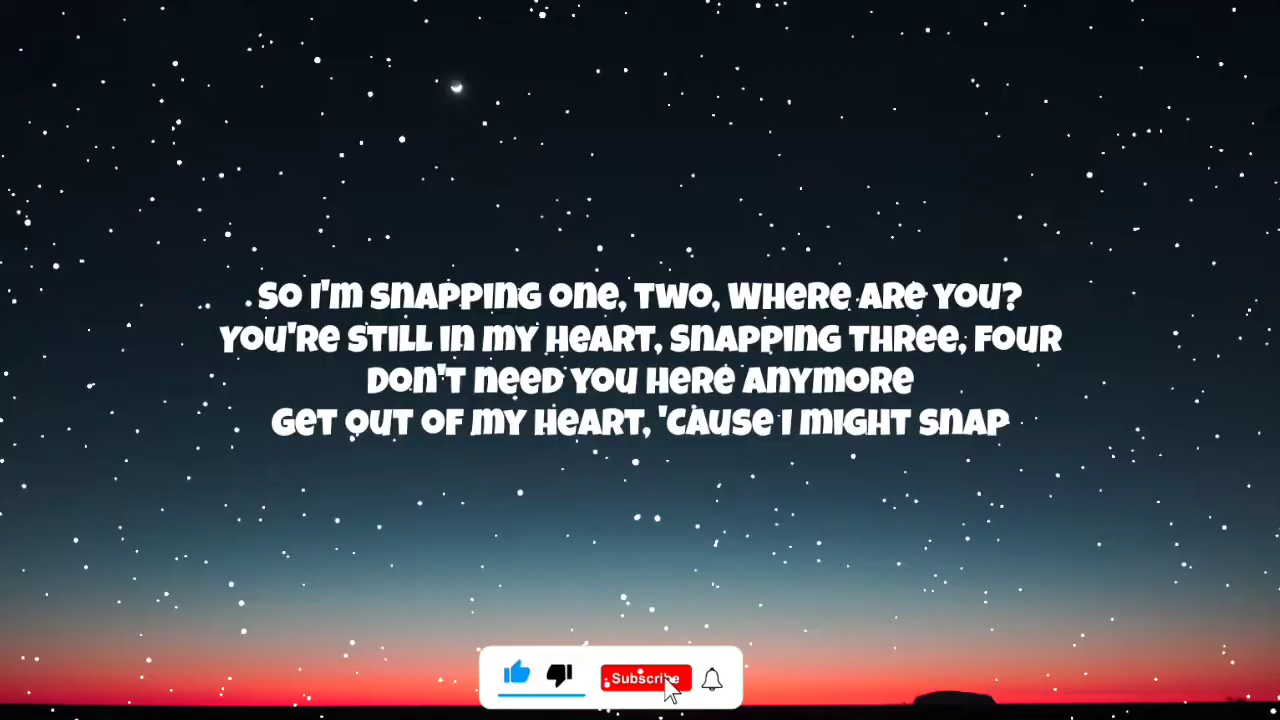 So I'm snapping one, two, where are you?
You're still in my heart, snapping three, four
Don't need you here anymore
Get out of my heart, 'cause I might snap
Subscribe